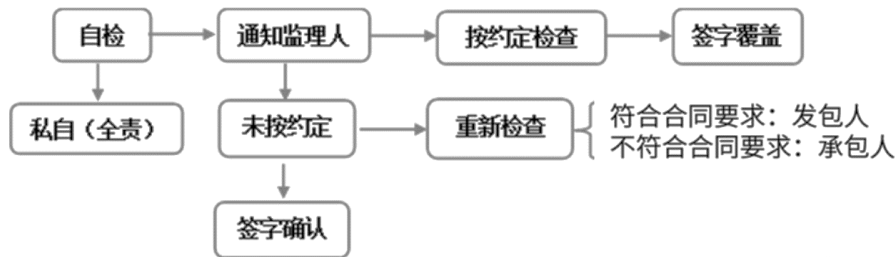 自检
通知监理人
按约定检查
签字覆盖
私自（全责）
未按约定
重新检查
符合合同要求：发包人
不符合合同要求：承包人
签字确认